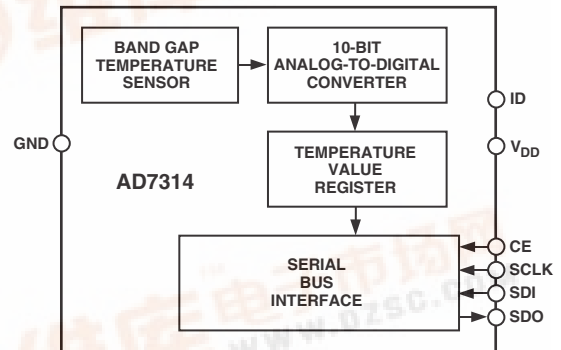 BAND GAP
TEMPERATURE
SENSOR
10-BIT
ANALOG-TO-DIGITAL
CONVERTER
ID
GND
V_DD
TEMPERATURE
VALUE
REGISTER
AD7314
CE
SERIAL
BUS
INTERFACE
SCLK
SDI
SDO